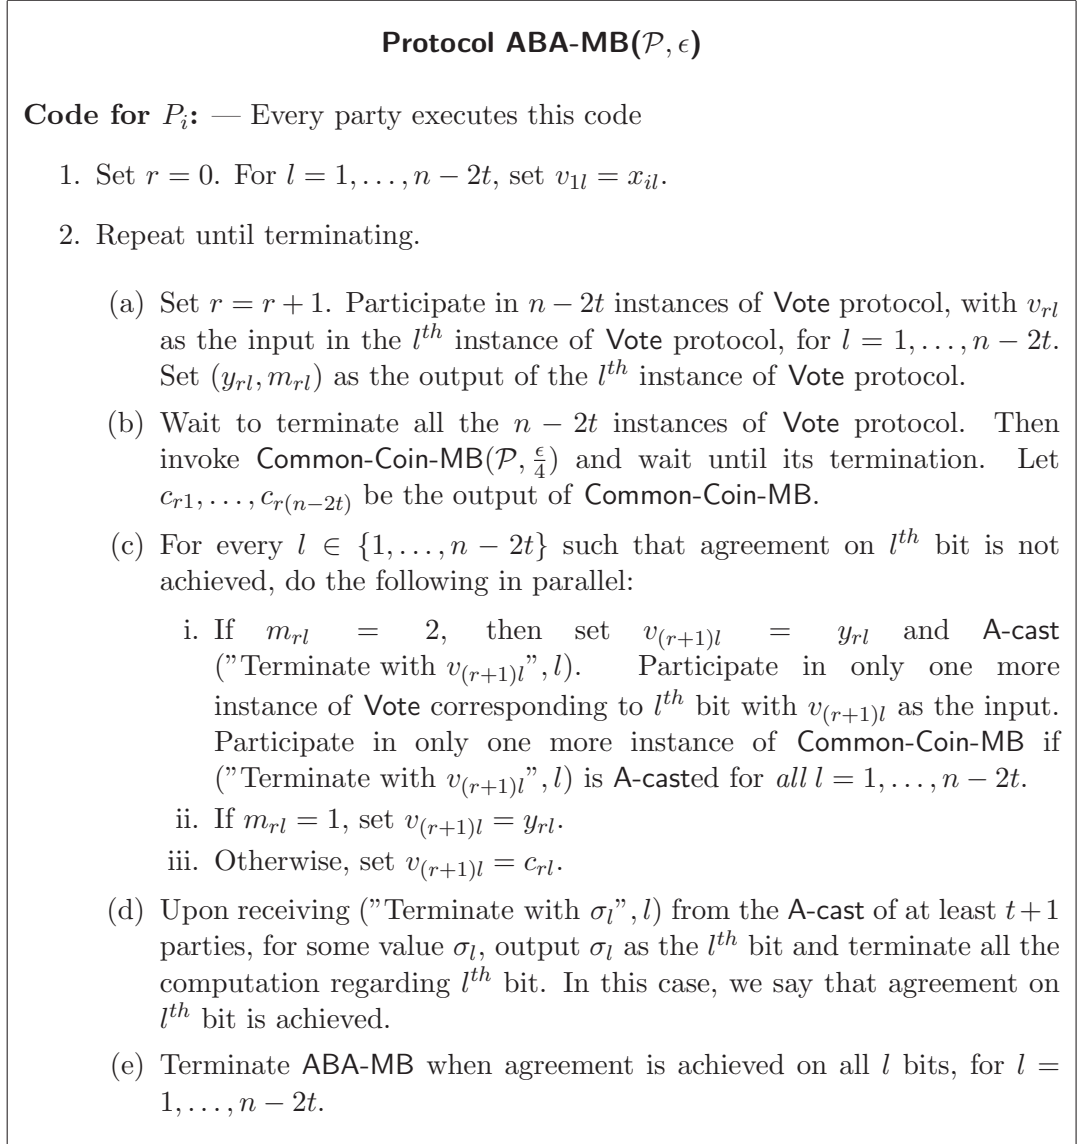 Protocol ABA-MB(𝒫, ϵ)
Code for P_i: — Every party executes this code
1. Set r = 0. For l = 1, . . . , n − 2t, set v_{1l} = x_{il}.
2. Repeat until terminating.
(a) Set r = r + 1. Participate in n − 2t instances of Vote protocol, with v_{rl}
as the input in the l^{th} instance of Vote protocol, for l = 1, . . . , n − 2t.
Set (y_{rl}, m_{rl}) as the output of the l^{th} instance of Vote protocol.
(b) Wait to terminate all the n − 2t instances of Vote protocol. Then
invoke Common-Coin-MB(𝒫, \frac{ϵ}{4}) and wait until its termination. Let
c_{r1}, . . . , c_{r(n−2t)} be the output of Common-Coin-MB.
(c) For every l ∈ {1, . . . , n − 2t} such that agreement on l^{th} bit is not
achieved, do the following in parallel:
i. If m_{rl} = 2, then set v_{(r+1)l} = y_{rl} and A-cast
(”Terminate with v_{(r+1)l}”, l). Participate in only one more
instance of Vote corresponding to l^{th} bit with v_{(r+1)l} as the input.
Participate in only one more instance of Common-Coin-MB if
(”Terminate with v_{(r+1)l}”, l) is A-casted for all l = 1, . . . , n − 2t.
ii. If m_{rl} = 1, set v_{(r+1)l} = y_{rl}.
iii. Otherwise, set v_{(r+1)l} = c_{rl}.
(d) Upon receiving (”Terminate with σ_l”, l) from the A-cast of at least t+1
parties, for some value σ_l, output σ_l as the l^{th} bit and terminate all the
computation regarding l^{th} bit. In this case, we say that agreement on
l^{th} bit is achieved.
(e) Terminate ABA-MB when agreement is achieved on all l bits, for l =
1, . . . , n − 2t.